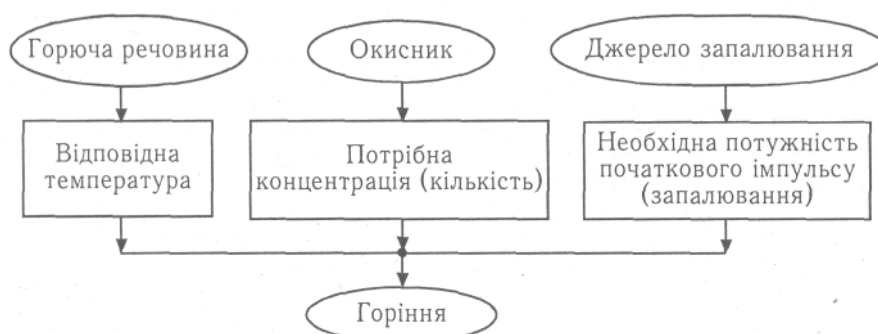 Горюча речовина
Окисник
Джерело запалювання
Відповідна
температура
Потрібна
концентрація (кількість)
Необхідна потужність
початкового імпульсу
(запалювання)
Горіння